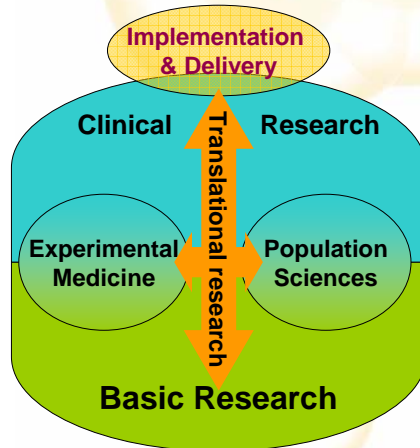 Implementation
& Delivery
Clinical Research
Translational research
Experimental
Medicine
Population
Sciences
Basic Research